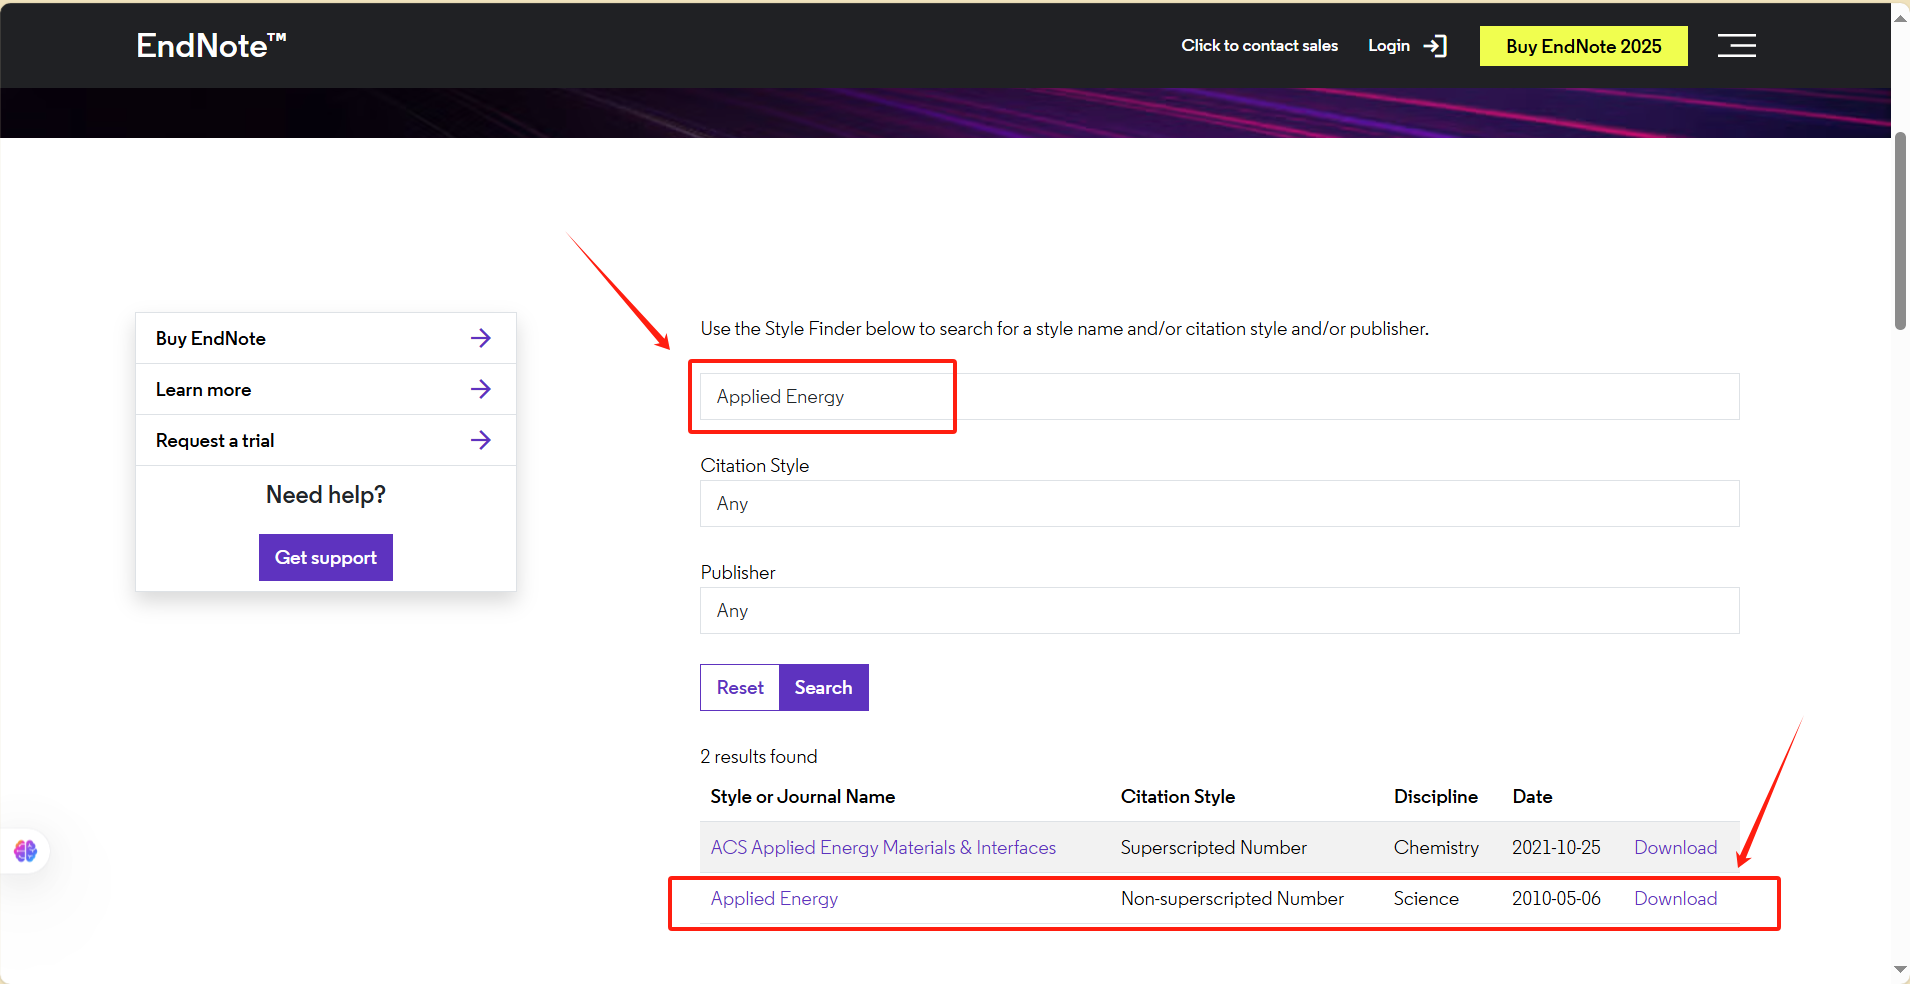 EndNote™
Click to contact sales
Login
Buy EndNote 2025
Buy EndNote
Learn more
Request a trial
Need help?
Get support
Use the Style Finder below to search for a style name and/or citation style and/or publisher.
Applied Energy
Citation Style
Any
Publisher
Any
Reset
Search
2 results found
Style or Journal Name Citation Style Discipline Date
ACS Applied Energy Materials & Interfaces Superscripted Number Chemistry 2021-10-25 Download
Applied Energy Non-superscripted Number Science 2010-05-06 Download